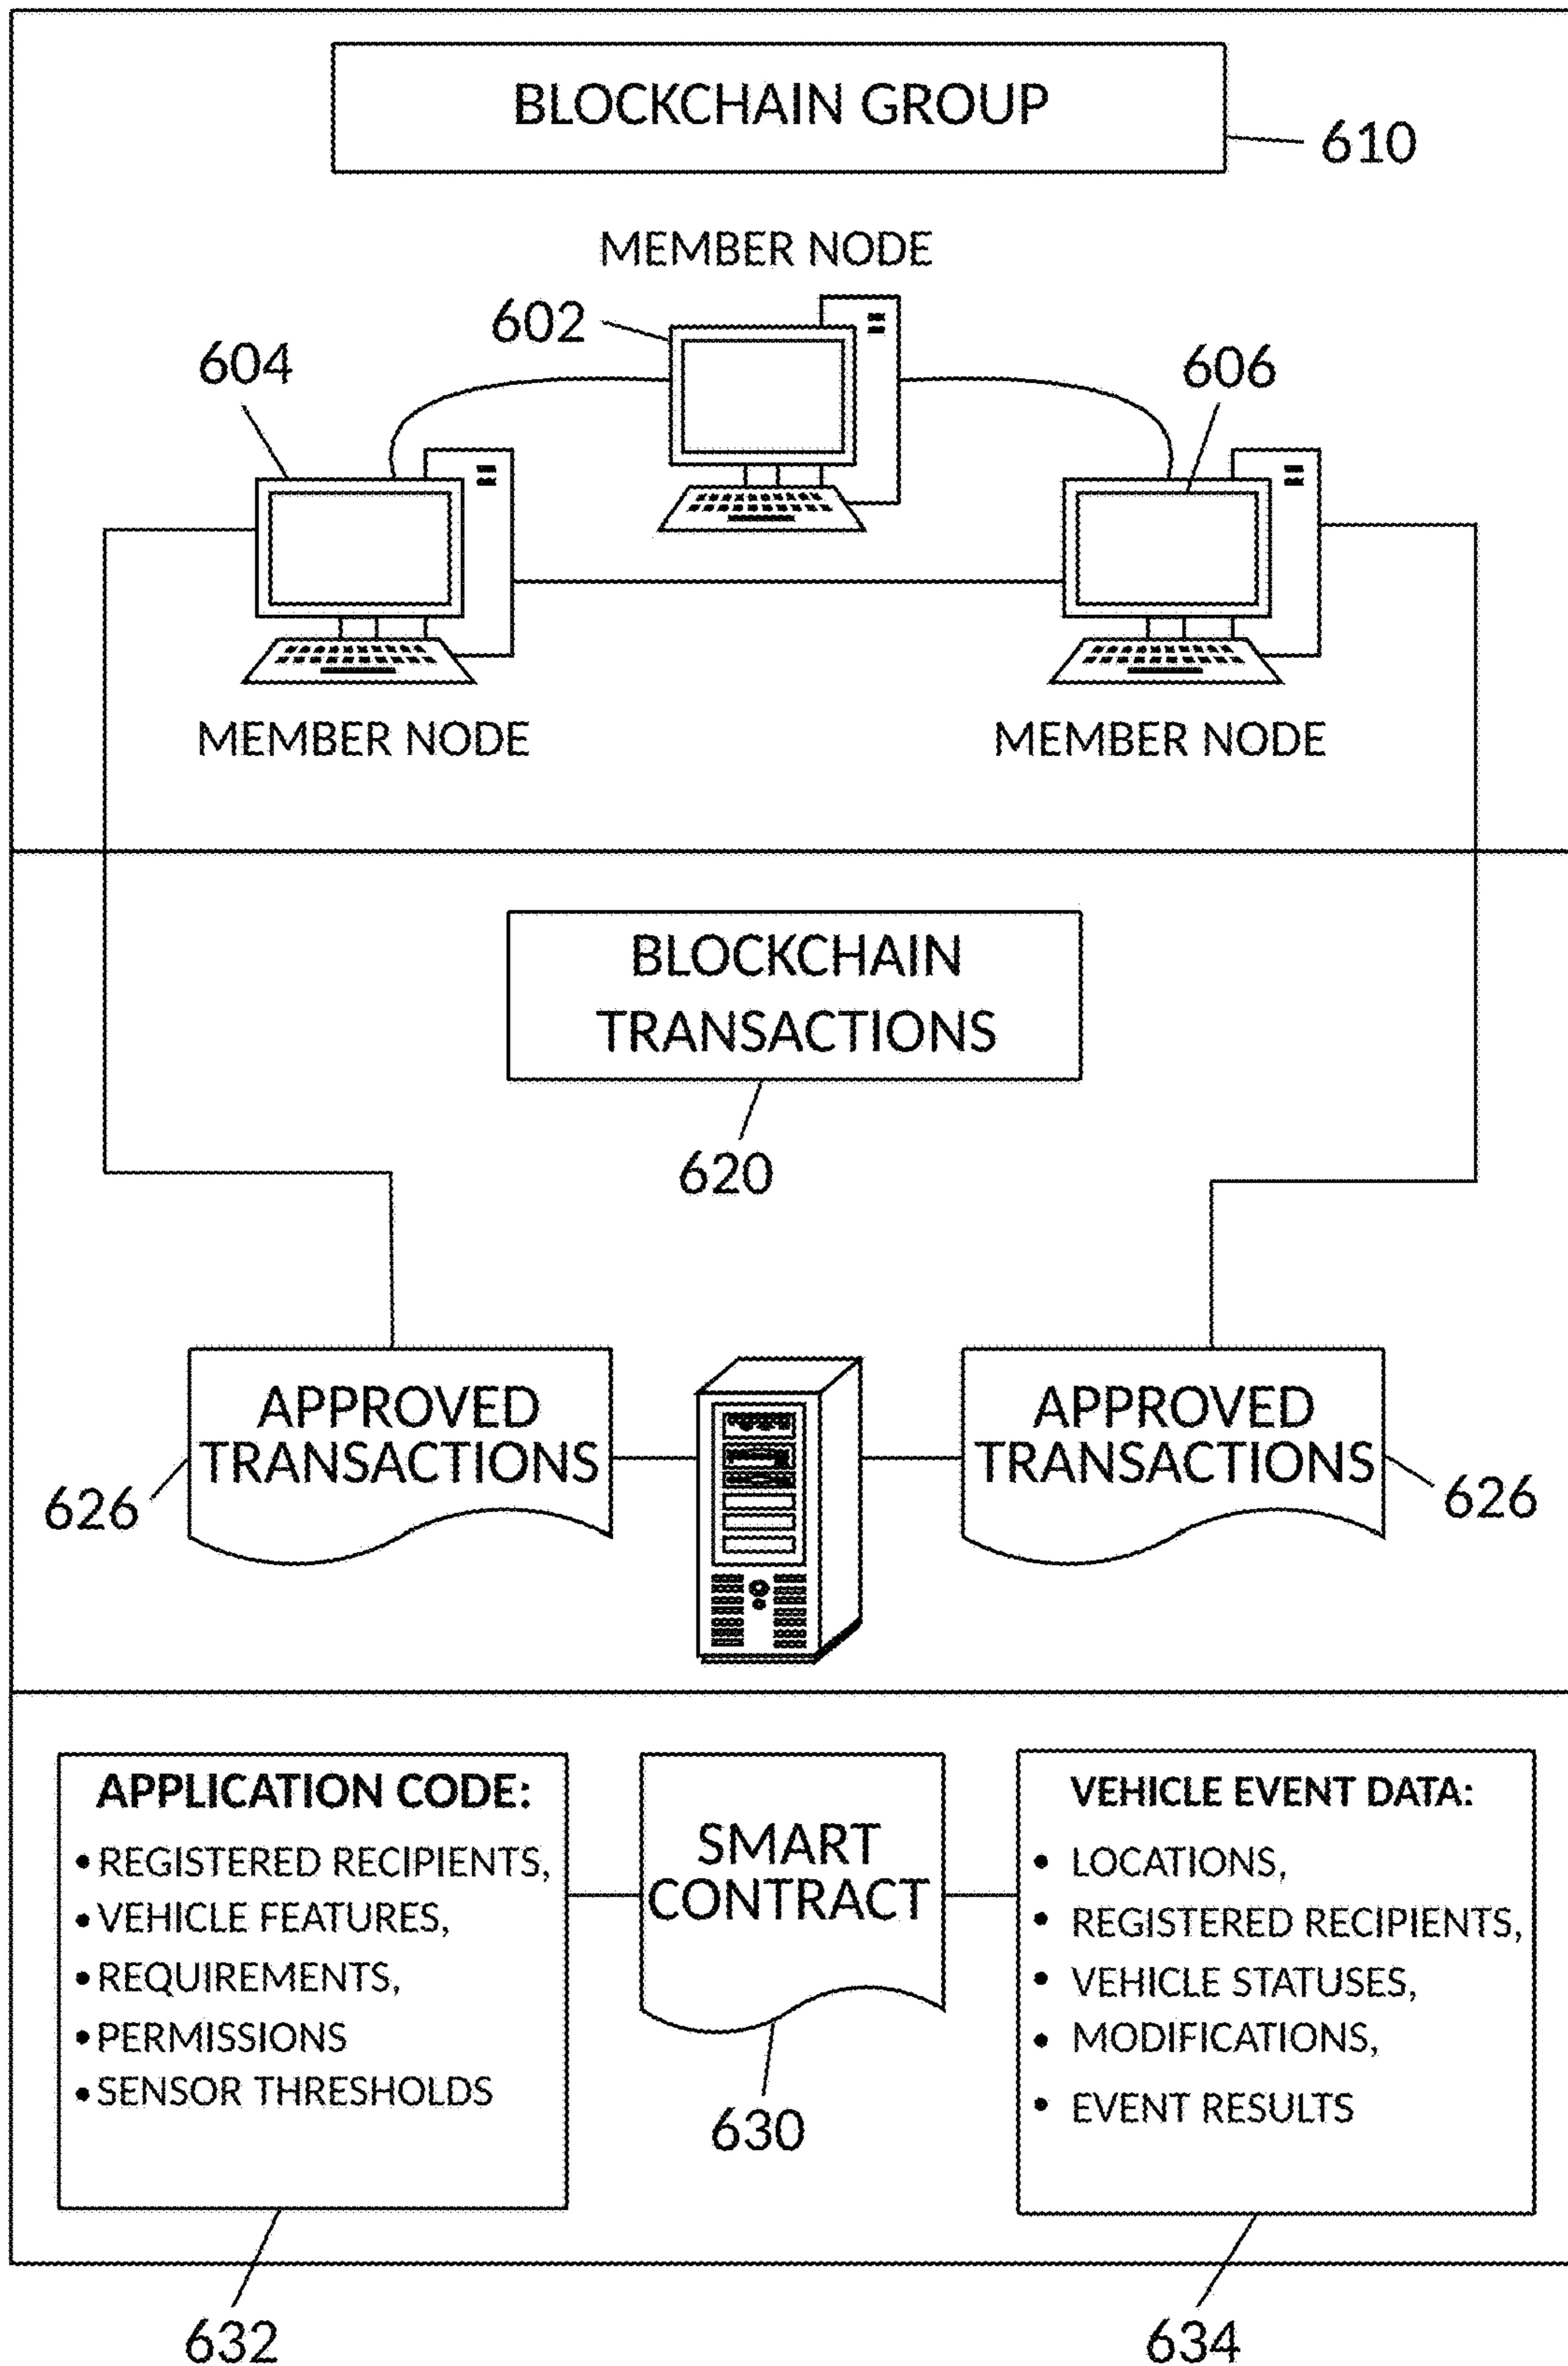 BLOCKCHAIN GROUP
610
MEMBER NODE
602
604
606
MEMBER NODE
MEMBER NODE
BLOCKCHAIN
TRANSACTIONS
620
APPROVED
TRANSACTIONS
626
APPROVED
TRANSACTIONS
626
APPLICATION CODE:
• REGISTERED RECIPIENTS,
• VEHICLE FEATURES,
• REQUIREMENTS,
• PERMISSIONS
• SENSOR THRESHOLDS
SMART
CONTRACT
630
VEHICLE EVENT DATA:
• LOCATIONS,
• REGISTERED RECIPIENTS,
• VEHICLE STATUSES,
• MODIFICATIONS,
• EVENT RESULTS
632
634